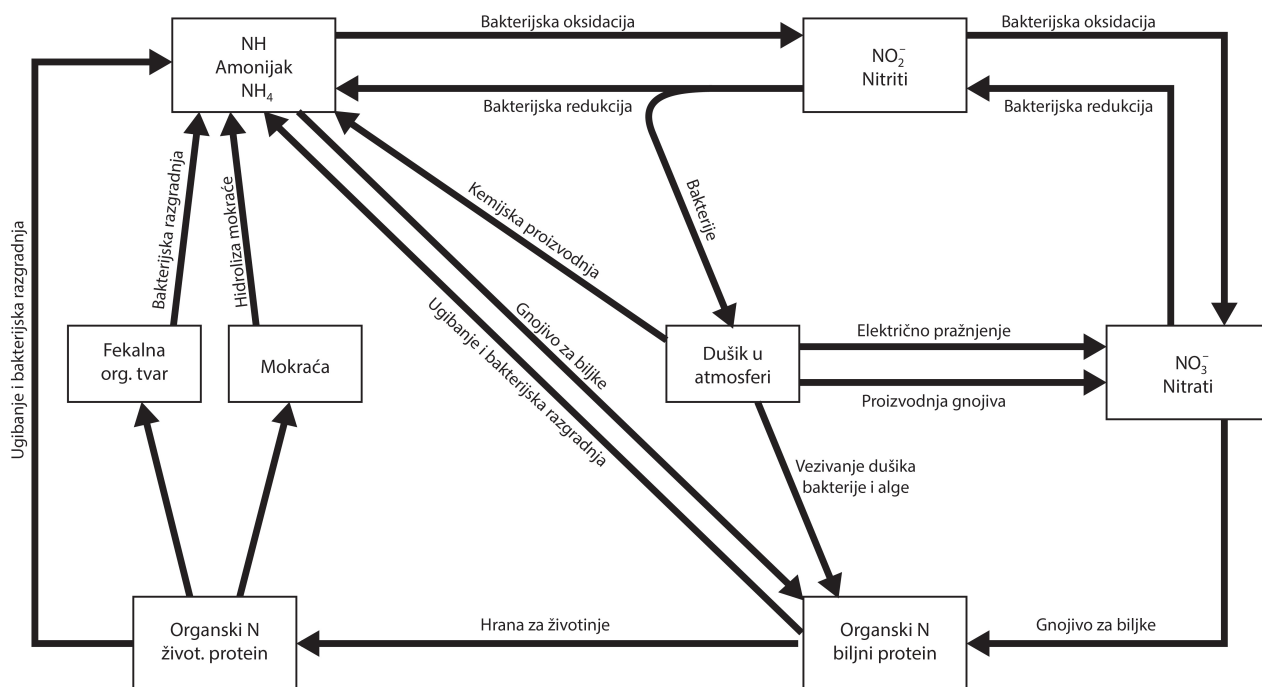 Bakterijska oksidacija
Bakterijska oksidacija
NH
Amonijak
NH₄
NO₂⁻
Nitriti
Bakterijska redukcija
Bakterijska redukcija
Bakterijska razgradnja
Hidroliza mokraće
Kemijska proizvodnja
Bakterije
Ugibanje i bakterijska razgradnja
Gnojivo za biljke
Ugibanje i bakterijska razgradnja
Fekalna
org. tvar
Mokraća
Dušik u
atmosferi
Električno pražnjenje
Proizvodnja gnojiva
NO₃⁻
Nitrati
Vezivanje dušika
bakterije i alge
Organski N
život. protein
Hrana za životinje
Organski N
biljni protein
Gnojivo za biljke